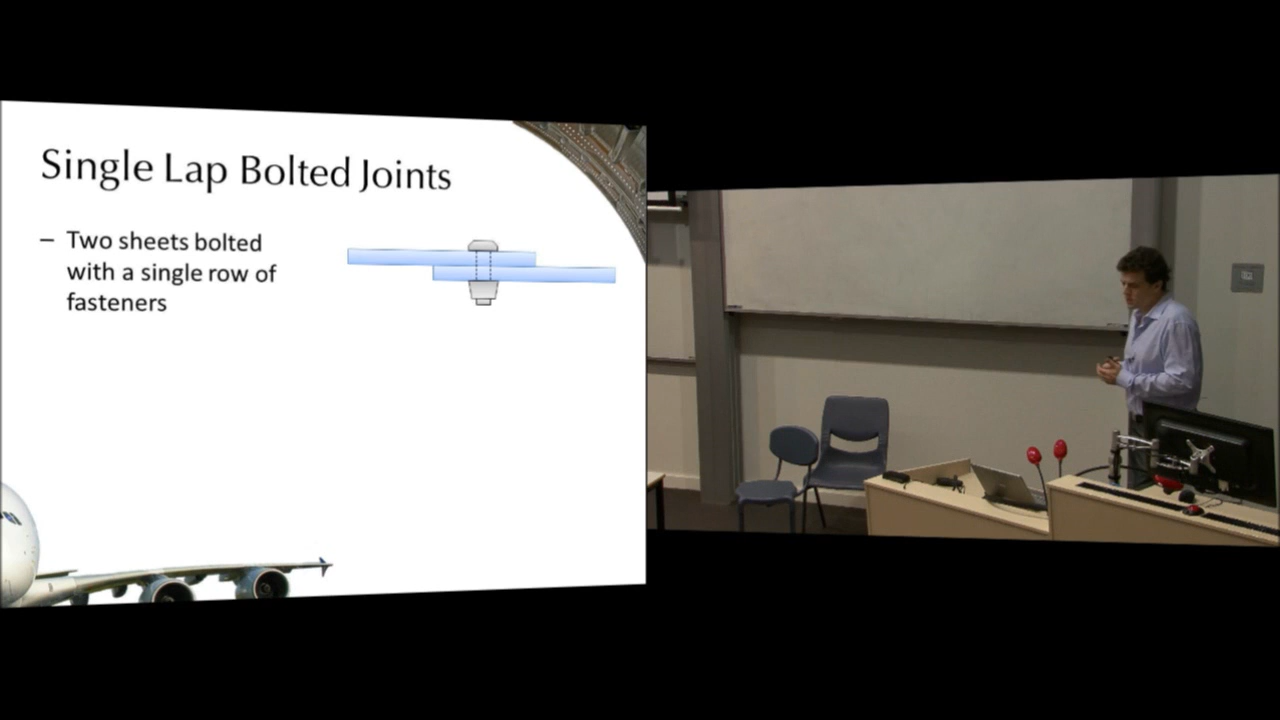 Single Lap Bolted Joints
– Two sheets bolted
with a single row of
fasteners